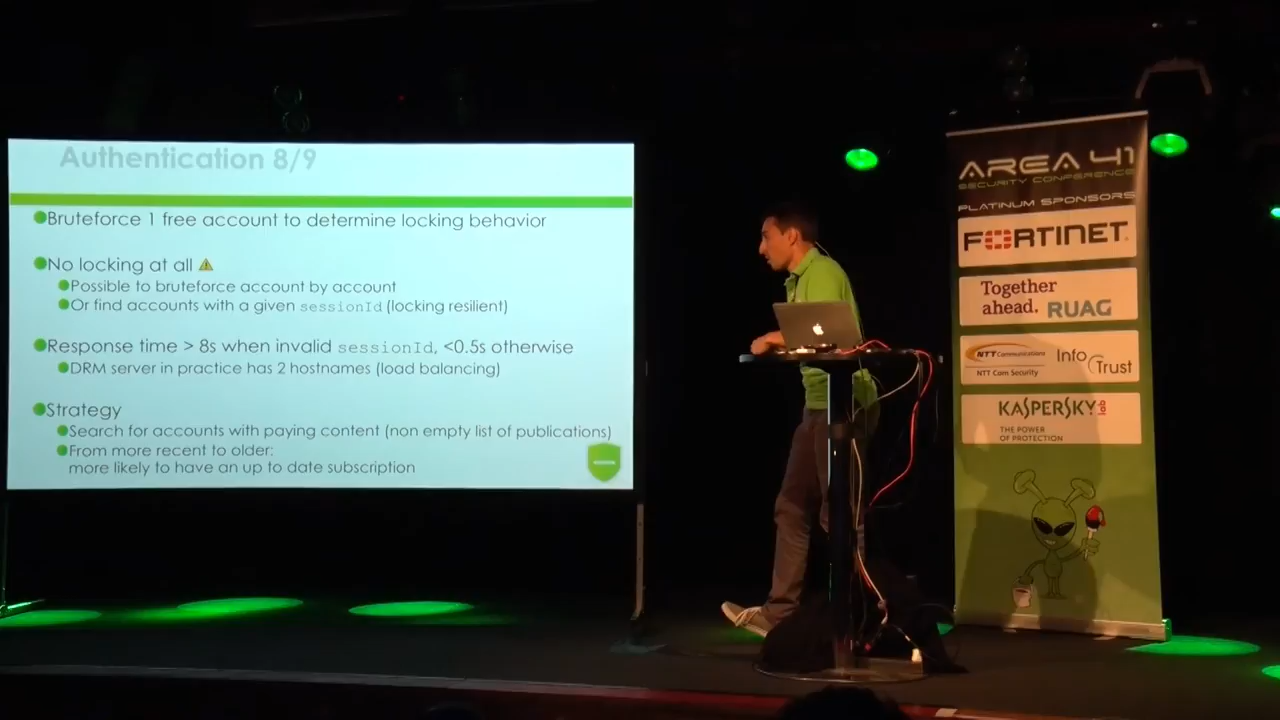 Authentication 8/9
Bruteforce 1 free account to determine locking behavior
No locking at all
Possible to bruteforce account by account
Or find accounts with a given sessionId (locking resilient)
Response time > 8s when invalid sessionId, <0.5s otherwise
DRM server in practice has 2 hostnames (load balancing)
Strategy
Search for accounts with paying content (non empty list of publications)
From more recent to older:
more likely to have an up to date subscription
AREA 41
SECURITY CONFERENCE
PLATINUM SPONSORS
FORTINET
Together
ahead. RUAG
NTT Communications
NTT Com Security
Info Trust
KASPERSKY lab
THE POWER
OF PROTECTION